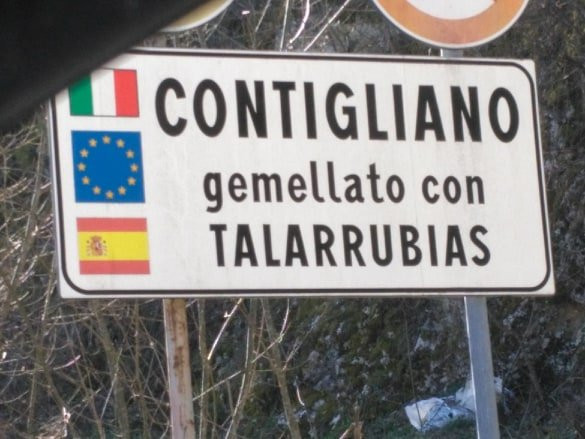 CONTIGLIANO
gemellato con
TALARRUBIAS